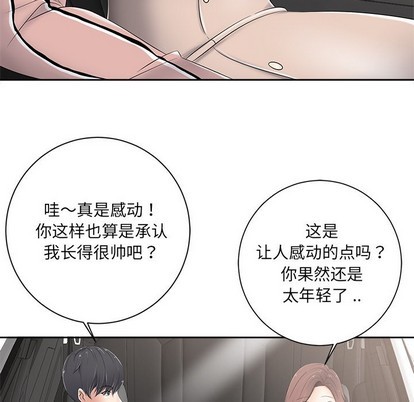 哇～真是感动！
你这样也算是承认
我长得很帅吧？
这是
让人感动的点吗？
你果然还是
太年轻了..